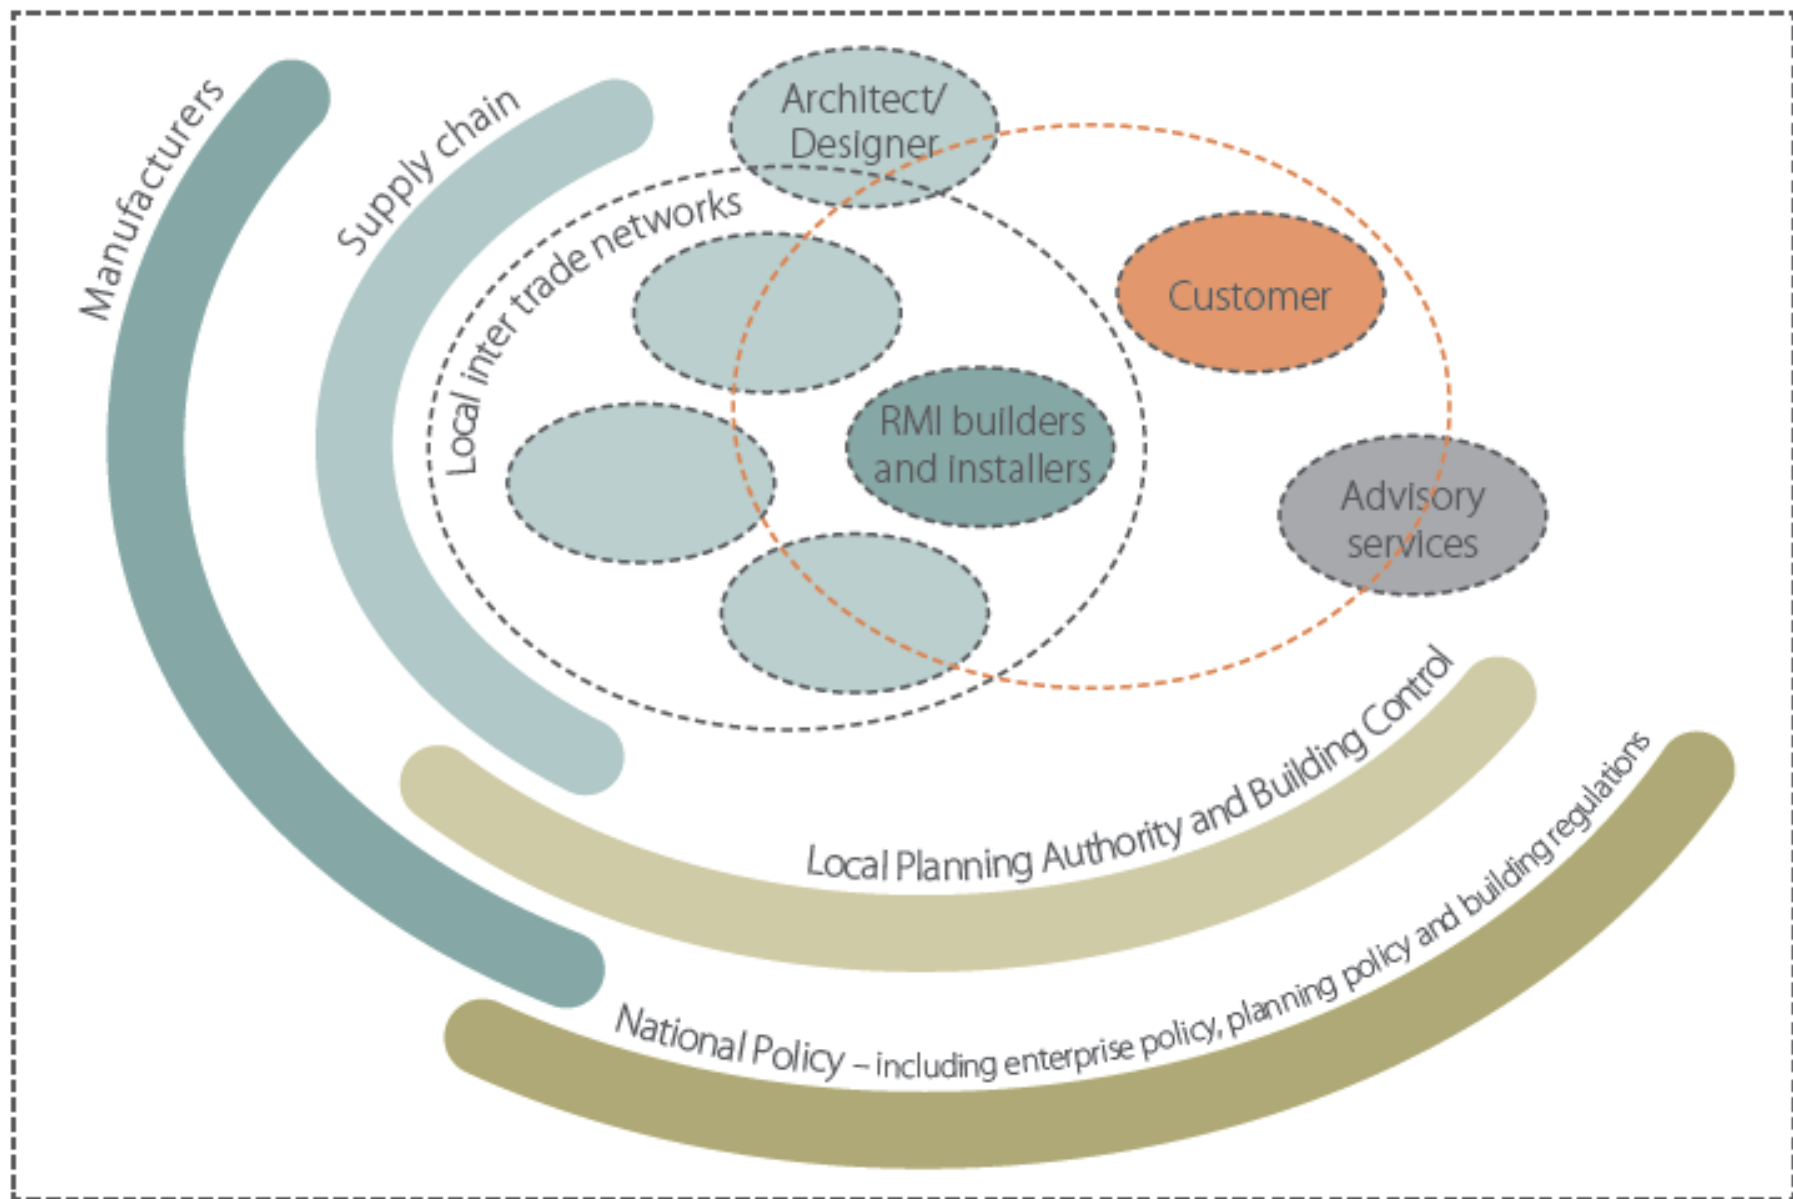 Manufacturers
Supply chain
Local inter trade networks
Architect/
Designer
Customer
RMI builders
and installers
Advisory
services
Local Planning Authority and Building Control
National Policy – including enterprise policy, planning policy and building regulations